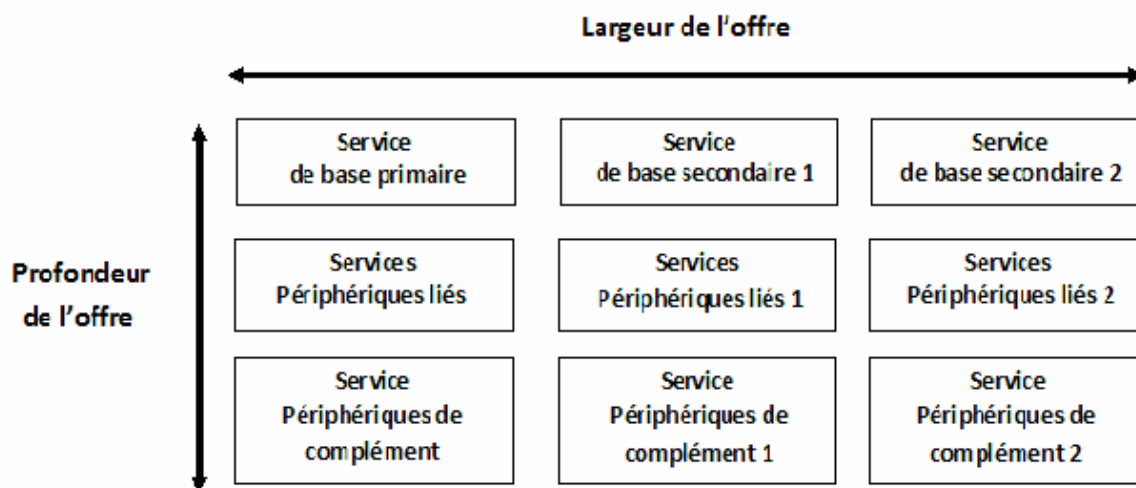 Largeur de l'offre
Service
de base primaire
Service
de base secondaire 1
Service
de base secondaire 2
Profondeur
de l'offre
Services
Périphériques liés
Services
Périphériques liés 1
Services
Périphériques liés 2
Service
Périphériques de
complément
Service
Périphériques de
complément 1
Service
Périphériques de
complément 2